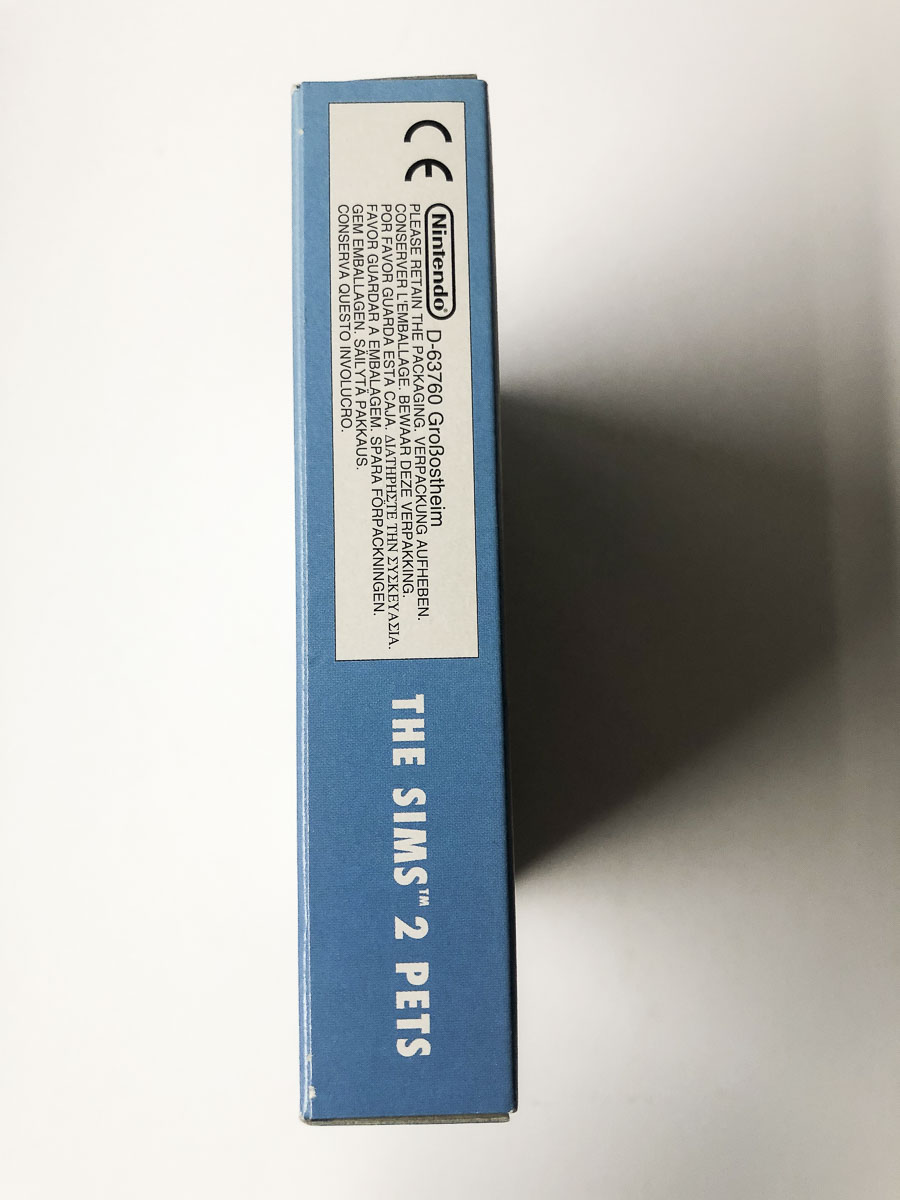 CE
Nintendo® D-63760 Großostheim
PLEASE RETAIN THE PACKAGING. VERPACKUNG AUFHEBEN.
CONSERVER L'EMBALLAGE. BEWAAR DEZE VERPAKKING.
POR FAVOR GUARDA ESTA CAJA. ΔΙΑΤΗΡΗΣΤΕ ΤΗΝ ΣΥΣΚΕΥΑΣΙΑ.
FAVOR GUARDAR A EMBALAGEM. SPARA FÖRPACKNINGEN.
GEM EMBALLAGEN. SÄILYTÄ PAKKAUS.
CONSERVA QUESTO INVOLUCRO.
THE SIMS™ 2 PETS